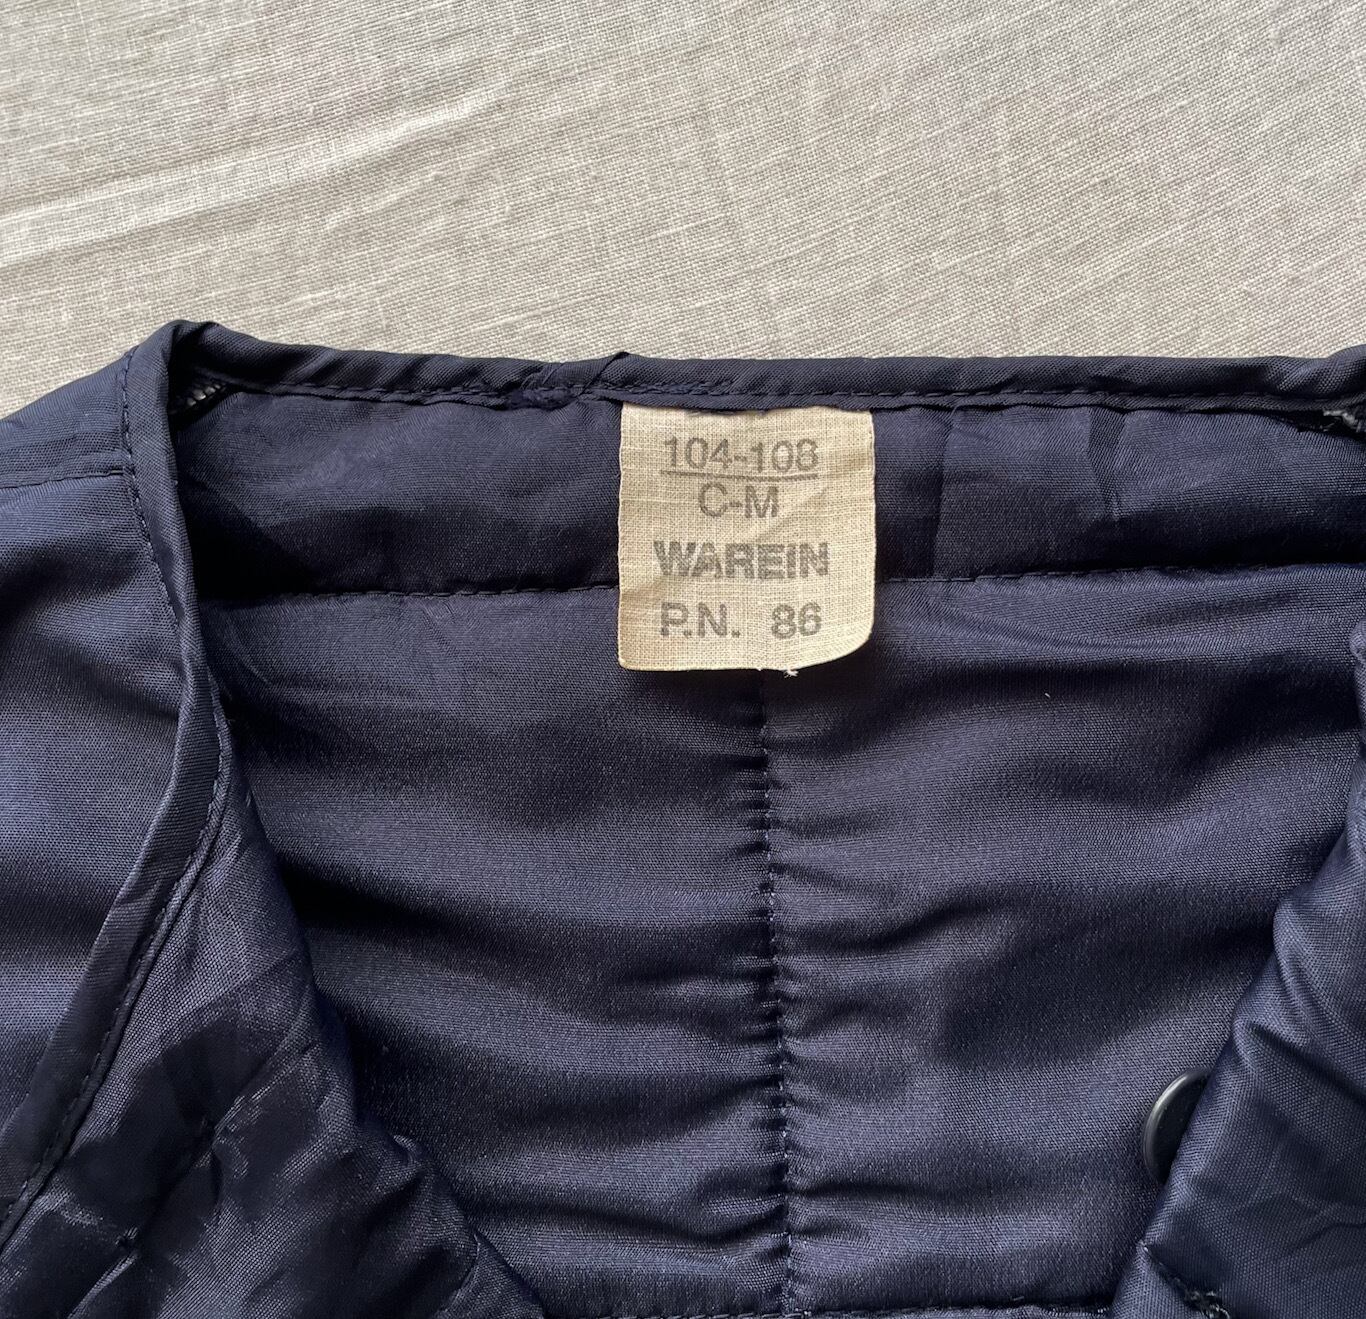 104-108
C-M
WAREIN
P.N. 86